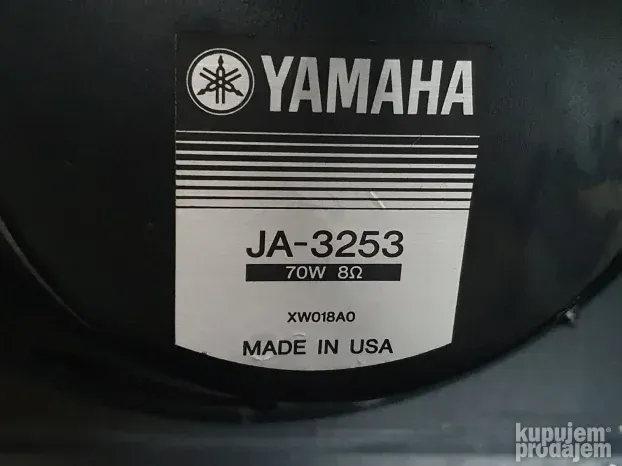 YAMAHA
JA-3253
70W 8Ω
XW018A0
MADE IN USA
kupujem
prodajem